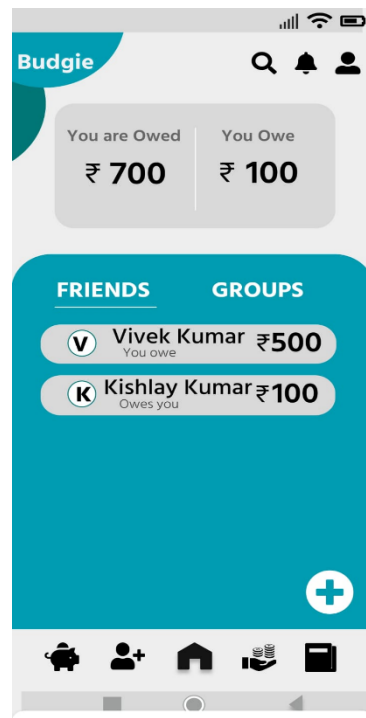 Budgie
You are Owed
You Owe
₹ 700
₹ 100
FRIENDS
GROUPS
V
Vivek Kumar
₹500
You owe
K
Kishlay Kumar
₹100
Owes you